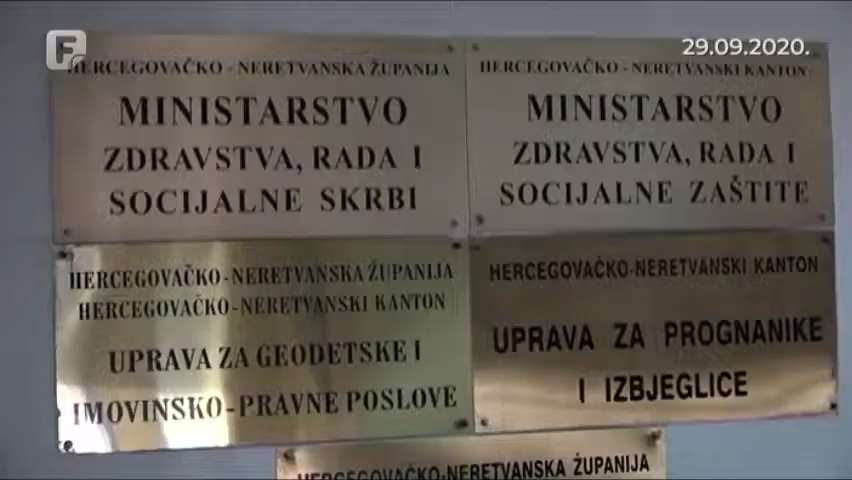 F
29.09.2020.
HERCEGOVAČKO - NERETVANSKA ŽUPANIJA
MINISTARSTVO
ZDRAVSTVA, RADA I
SOCIJALNE SKRBI
HERCEGOVAČKO - NERETVANSKI KANTON
MINISTARSTVO
ZDRAVSTVA, RADA I
SOCIJALNE ZAŠTITE
HERCEGOVAČKO - NERETVANSKA ŽUPANIJA
HERCEGOVAČKO - NERETVANSKI KANTON
UPRAVA ZA GEODETSKE I
IMOVINSKO - PRAVNE POSLOVE
HERCEGOVAČKO-NERETVANSKI KANTON
UPRAVA ZA PROGNANIKE
I IZBJEGLICE
HERCEGOVAČKO-NERETVANSKA ŽUPANIJA